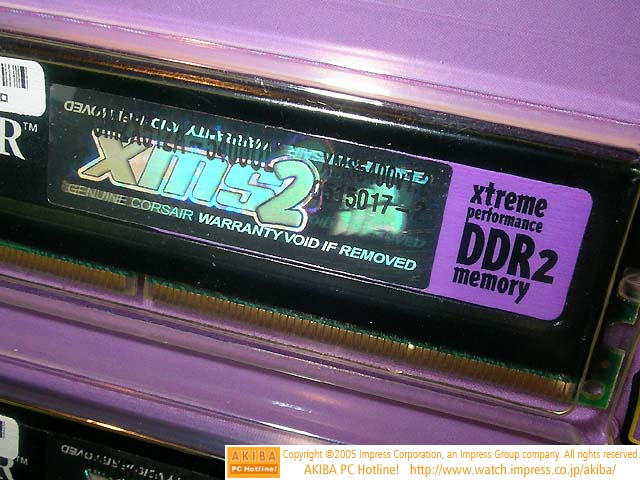 R™
xms2
GENUINE CORSAIR WARRANTY VOID IF REMOVED
xtreme
performance
DDR2
memory
AKIBA
PC Hotline!
Copyright ©2005 Impress Corporation, an Impress Group company. All rights reserved.
AKIBA PC Hotline! http://www.watch.impress.co.jp/akiba/